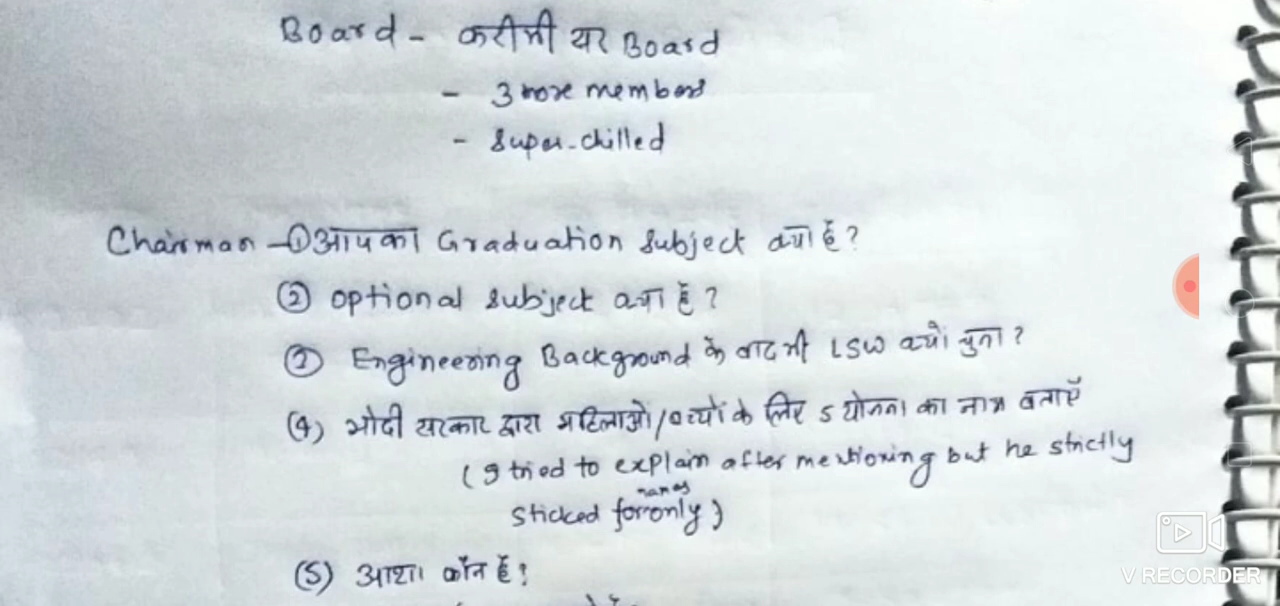 Board - करीमी सर Board
- 3 more members
- Super-chilled
Chairman - ① आपका Graduation subject क्या है?
② optional subject क्या है?
③ Engineering Background के बाद भी LSW क्यों चुना?
(4) मोदी सरकार द्वारा महिलाओं/बच्चों के लिए 5 योजना का नाम बताएँ
(I tried to explain after mentioning but he strictly
sticked for names only)
(5) आशा कौन है?
V RECORDER